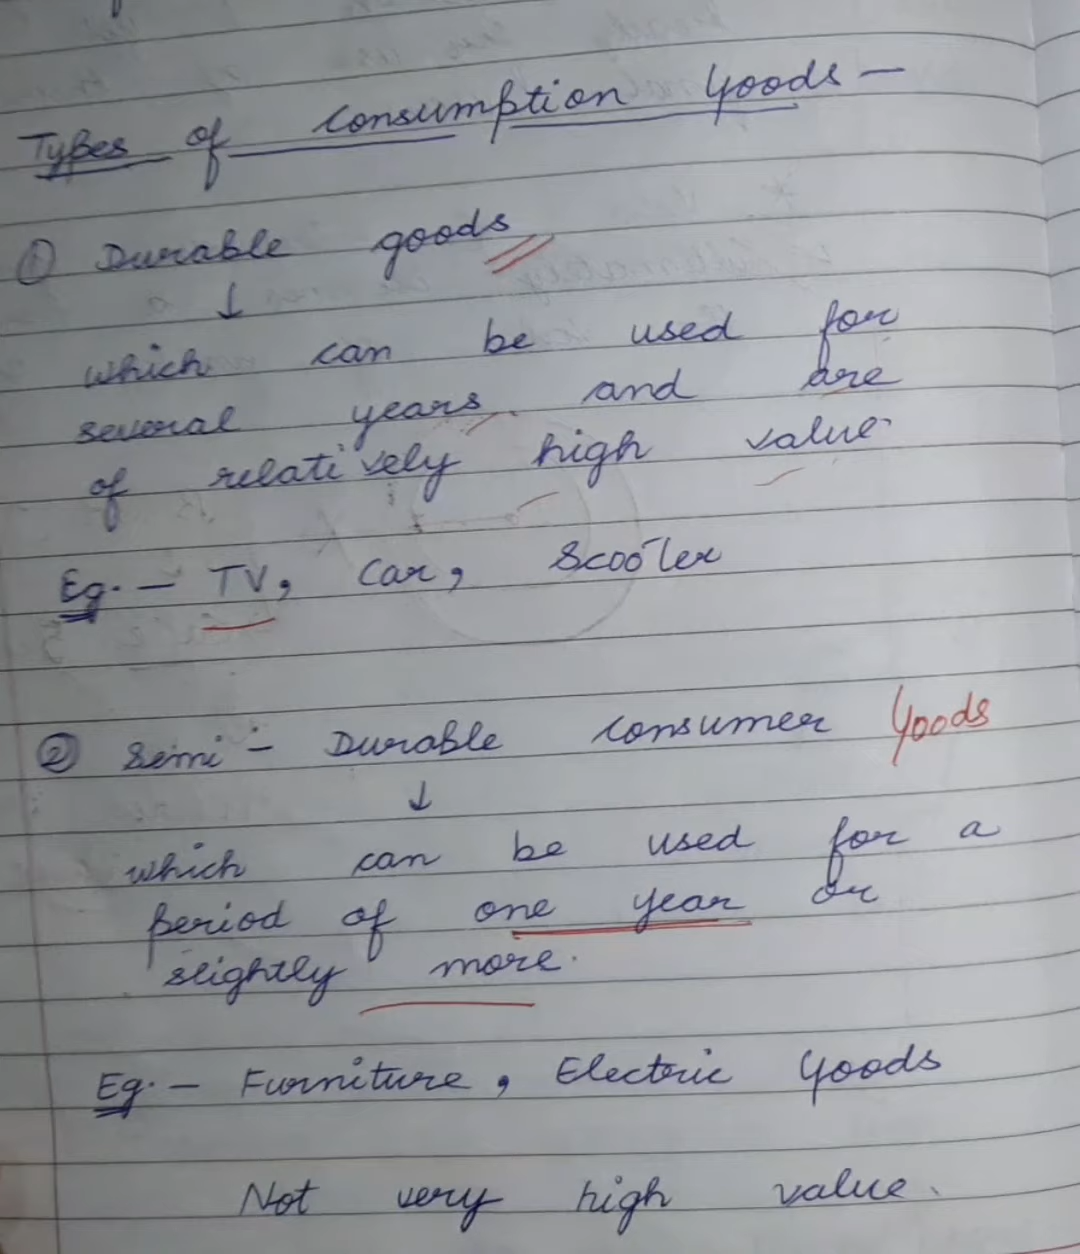 Types of consumption Goods -
① Durable goods
↓
which can be used for
several years and are
of relatively high value.
Eg. - TV, Car, Scooter
② Semi - Durable consumer Goods
↓
which can be used for a
period of one year or
slightly more.
Eg. - Furniture, Electric Goods
Not very high value.